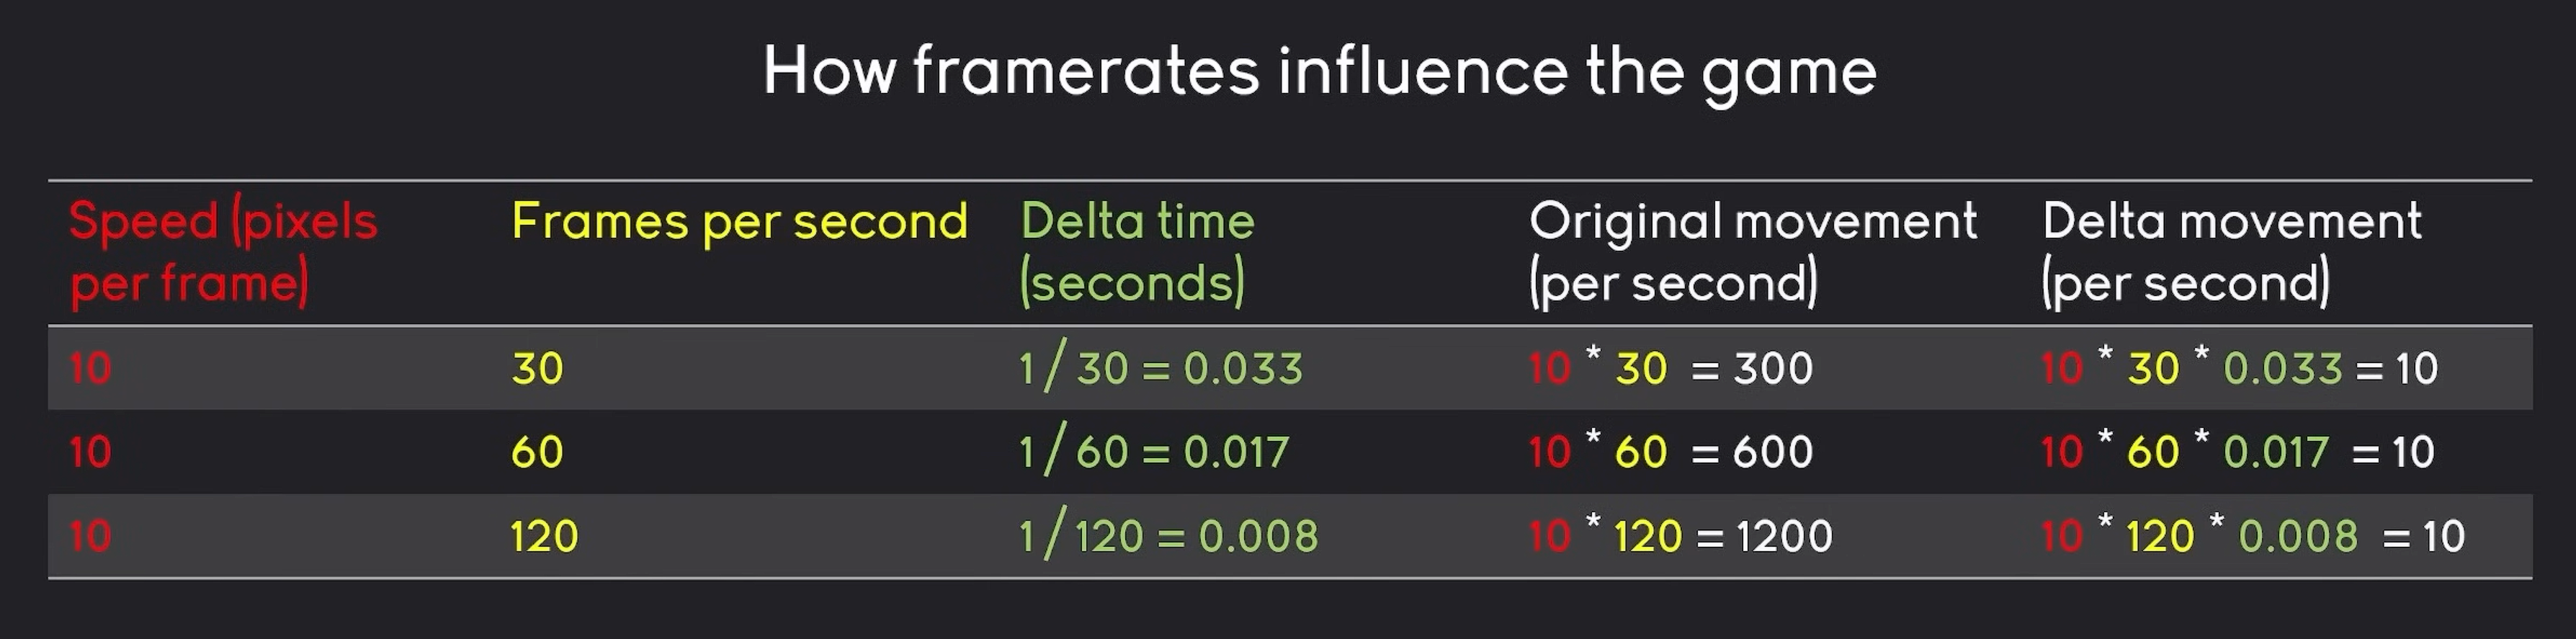 How framerates influence the game
Speed (pixels per frame) Frames per second Delta time (seconds) Original movement (per second) Delta movement (per second)
10 30 1 / 30 = 0.033 10 * 30 = 300 10 * 30 * 0.033 = 10
10 60 1 / 60 = 0.017 10 * 60 = 600 10 * 60 * 0.017 = 10
10 120 1 / 120 = 0.008 10 * 120 = 1200 10 * 120 * 0.008 = 10